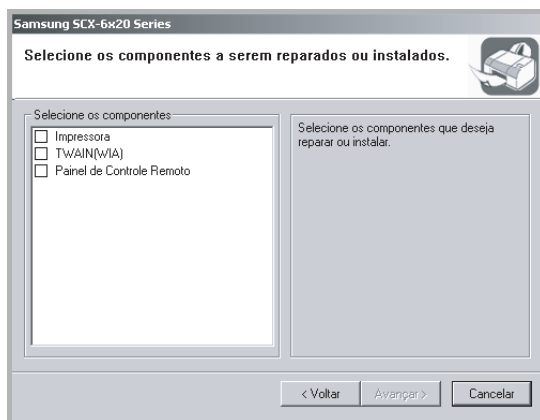 Samsung SCX-6x20 Series
Selecione os componentes a serem reparados ou instalados.
Selecione os componentes
Impressora
TWAIN(WIA)
Painel de Controle Remoto
Selecione os componentes que deseja
reparar ou instalar.
< Voltar
Avançar >
Cancelar